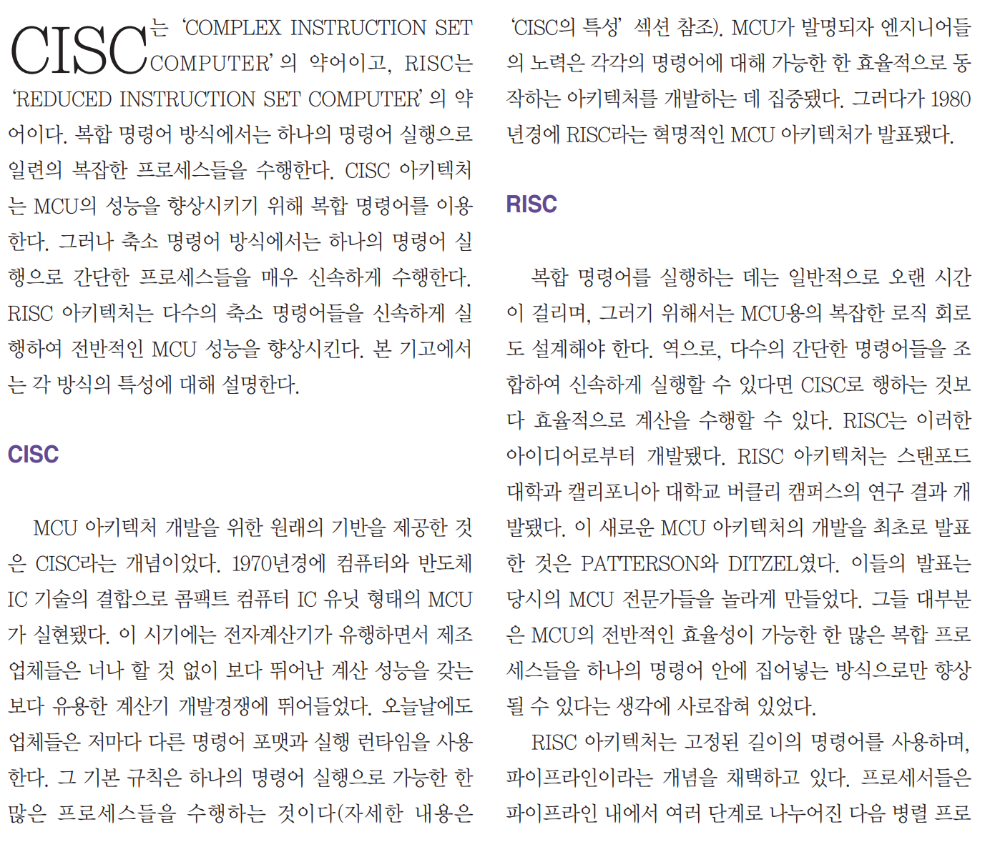 CISC는 ‘COMPLEX INSTRUCTION SET
COMPUTER’의 약어이고, RISC는
‘REDUCED INSTRUCTION SET COMPUTER’의 약
어이다. 복합 명령어 방식에서는 하나의 명령어 실행으로
일련의 복잡한 프로세스들을 수행한다. CISC 아키텍처
는 MCU의 성능을 향상시키기 위해 복합 명령어를 이용
한다. 그러나 축소 명령어 방식에서는 하나의 명령어 실
행으로 간단한 프로세스들을 매우 신속하게 수행한다.
RISC 아키텍처는 다수의 축소 명령어들을 신속하게 실
행하여 전반적인 MCU 성능을 향상시킨다. 본 기고에서
는 각 방식의 특성에 대해 설명한다.
CISC
MCU 아키텍처 개발을 위한 원래의 기반을 제공한 것
은 CISC라는 개념이었다. 1970년경에 컴퓨터와 반도체
IC 기술의 결합으로 콤팩트 컴퓨터 IC 유닛 형태의 MCU
가 실현됐다. 이 시기에는 전자계산기가 유행하면서 제조
업체들은 너나 할 것 없이 보다 뛰어난 계산 성능을 갖는
보다 유용한 계산기 개발경쟁에 뛰어들었다. 오늘날에도
업체들은 저마다 다른 명령어 포맷과 실행 런타임을 사용
한다. 그 기본 규칙은 하나의 명령어 실행으로 가능한 한
많은 프로세스들을 수행하는 것이다(자세한 내용은
‘CISC의 특성’ 섹션 참조). MCU가 발명되자 엔지니어들
의 노력은 각각의 명령어에 대해 가능한 한 효율적으로 동
작하는 아키텍처를 개발하는 데 집중됐다. 그러다가 1980
년경에 RISC라는 혁명적인 MCU 아키텍처가 발표됐다.
RISC
복합 명령어를 실행하는 데는 일반적으로 오랜 시간
이 걸리며, 그러기 위해서는 MCU용의 복잡한 로직 회로
도 설계해야 한다. 역으로, 다수의 간단한 명령어들을 조
합하여 신속하게 실행할 수 있다면 CISC로 행하는 것보
다 효율적으로 계산을 수행할 수 있다. RISC는 이러한
아이디어로부터 개발됐다. RISC 아키텍처는 스탠포드
대학과 캘리포니아 대학교 버클리 캠퍼스의 연구 결과 개
발됐다. 이 새로운 MCU 아키텍처의 개발을 최초로 발표
한 것은 PATTERSON와 DITZEL였다. 이들의 발표는
당시의 MCU 전문가들을 놀라게 만들었다. 그들 대부분
은 MCU의 전반적인 효율성이 가능한 한 많은 복합 프로
세스들을 하나의 명령어 안에 집어넣는 방식으로만 향상
될 수 있다는 생각에 사로잡혀 있었다.
RISC 아키텍처는 고정된 길이의 명령어를 사용하며,
파이프라인이라는 개념을 채택하고 있다. 프로세서들은
파이프라인 내에서 여러 단계로 나누어진 다음 병렬 프로